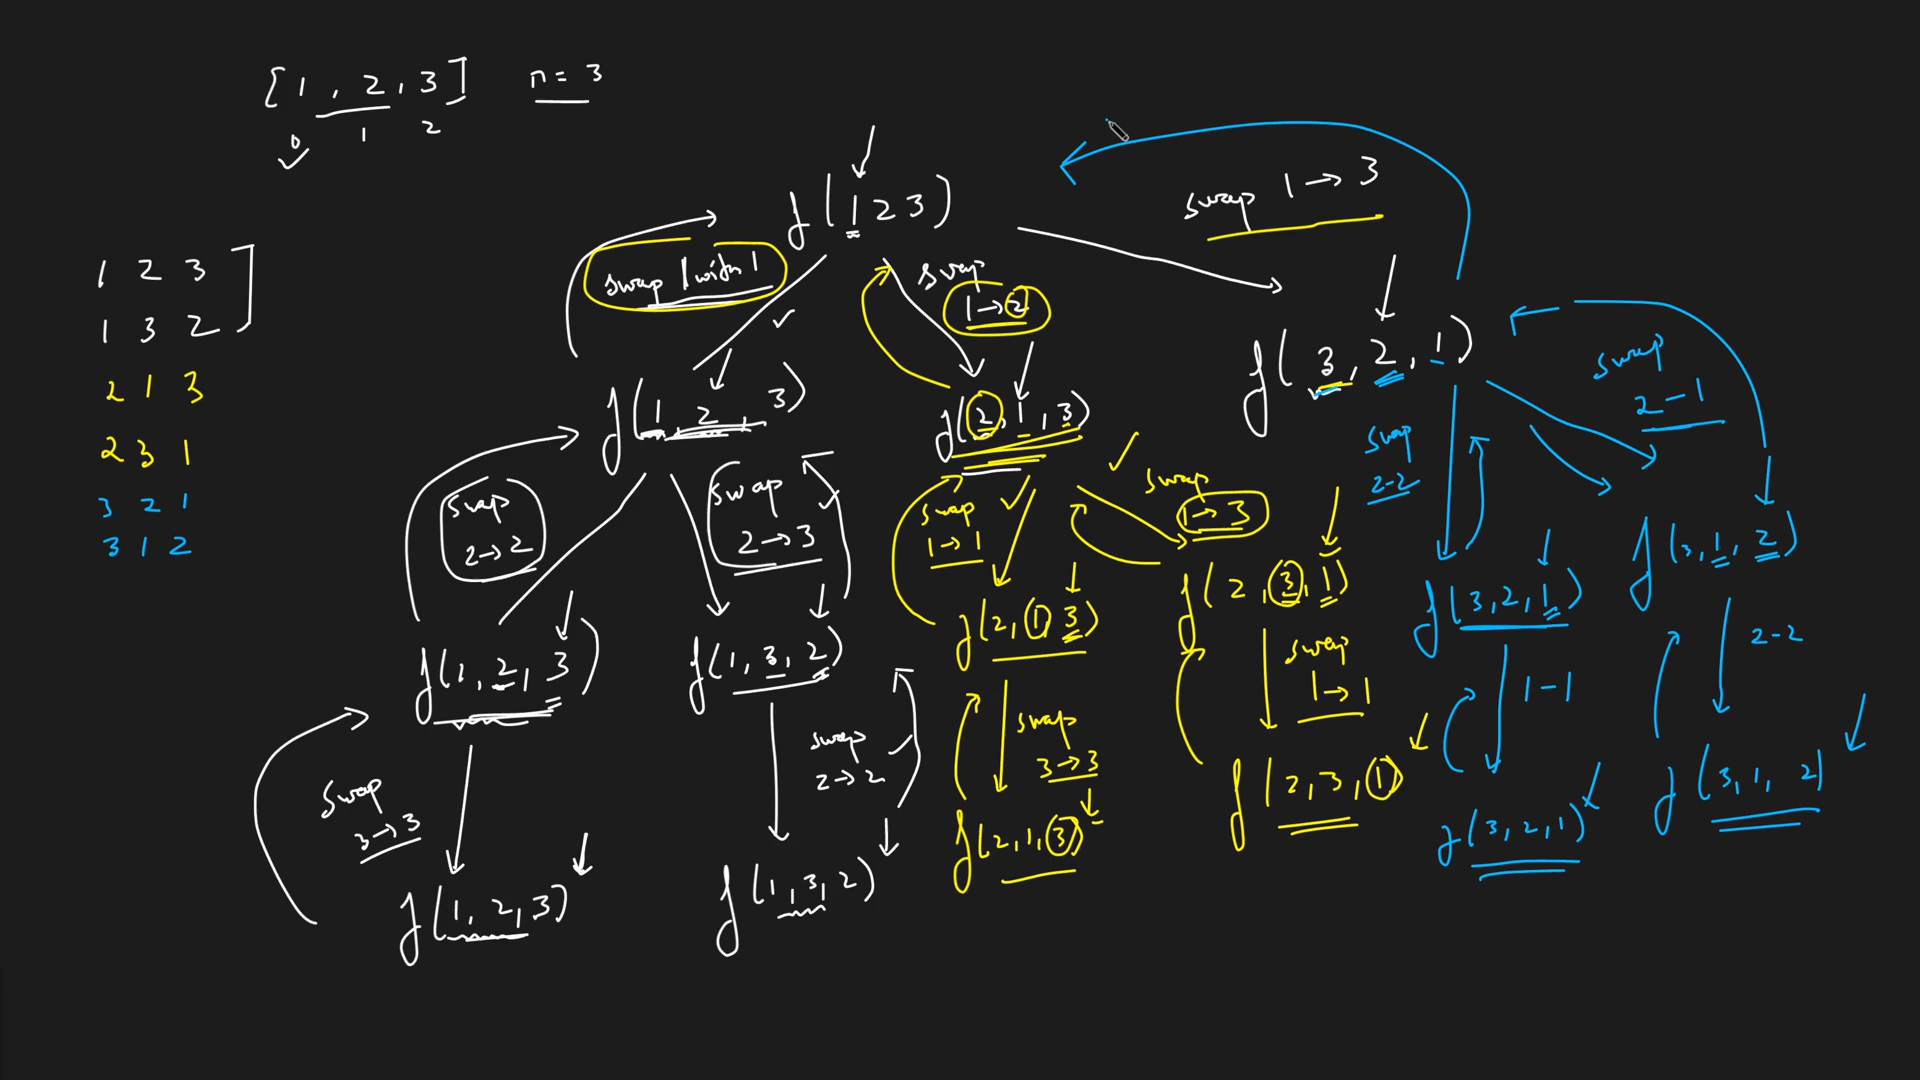 [1, 2, 3] n = 3
0 1 2
swap 1 → 3
f(1 2 3)
swap 1 with 1
swap
1 → 2
1 2 3
1 3 2
2 1 3
2 3 1
3 2 1
3 1 2
f(1, 2, 3)
f(2, 1, 3)
f(3, 2, 1)
swap
2 - 1
swap
2-2
swap
2 → 2
swap
2 → 3
swap
1 → 1
swap
1 → 3
f(1, 2, 3)
f(1, 3, 2)
f(2, 1 3)
f(2, 3, 1)
f(3, 2, 1)
f(3, 1, 2)
swap
3 → 3
swap
2 → 2
swap
3 → 3
swap
1 → 1
1 - 1
2 - 2
f(1, 2, 3)
f(1, 3, 2)
f(2, 1, 3)
f(2, 3, 1)
f(3, 2, 1)
f(3, 1, 2)